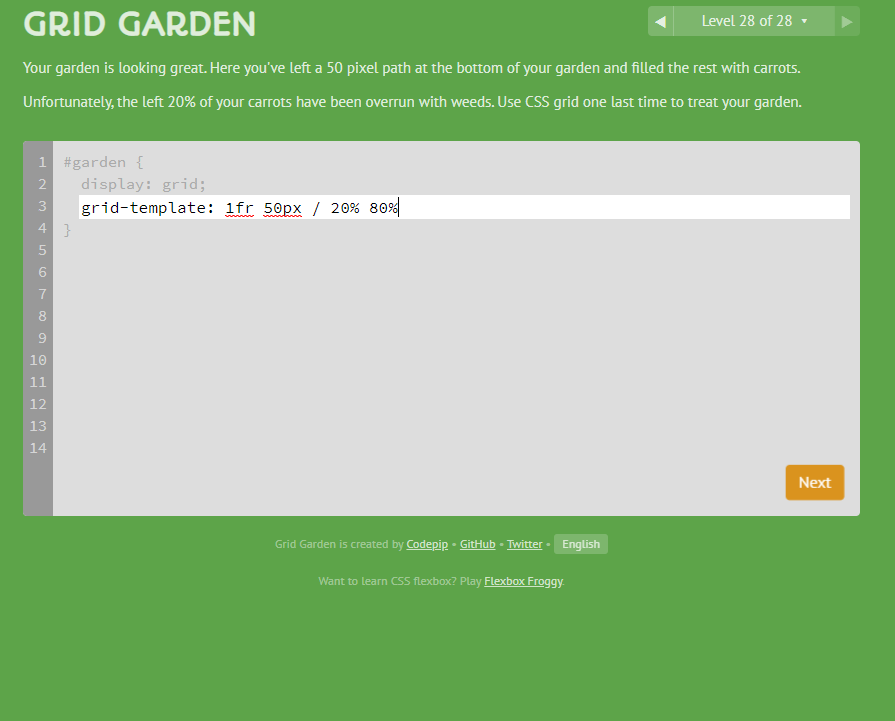 GRID GARDEN
◀ Level 28 of 28 ▾ ▶
Your garden is looking great. Here you've left a 50 pixel path at the bottom of your garden and filled the rest with carrots.
Unfortunately, the left 20% of your carrots have been overrun with weeds. Use CSS grid one last time to treat your garden.
1 #garden {
2 display: grid;
3 grid-template: 1fr 50px / 20% 80%
4 }
5
6
7
8
9
10
11
12
13
14
Next
Grid Garden is created by Codepip • GitHub • Twitter • English
Want to learn CSS flexbox? Play Flexbox Froggy.